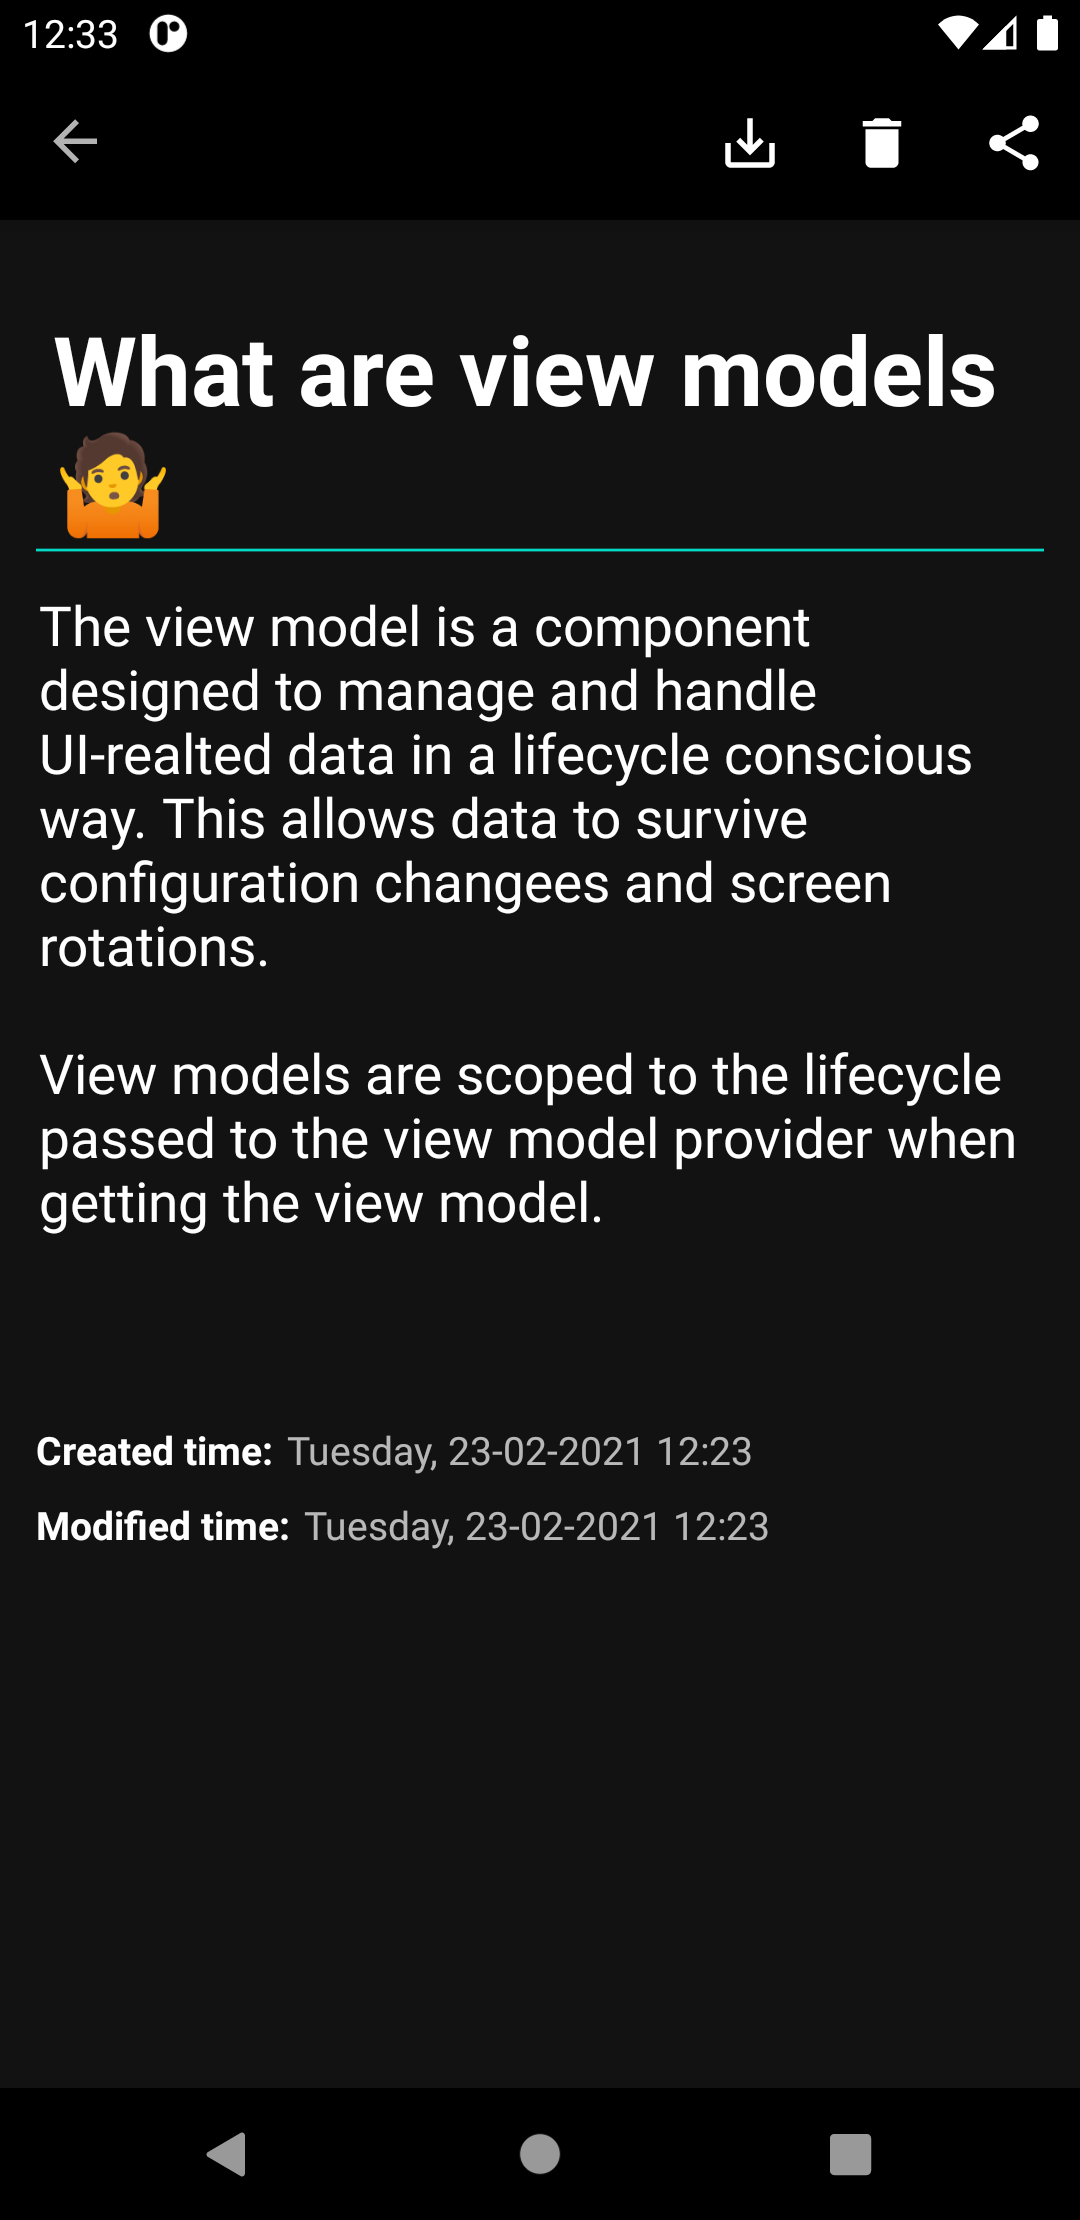 12:33
What are view models
🤷
The view model is a component
designed to manage and handle
UI-realted data in a lifecycle conscious
way. This allows data to survive
configuration changees and screen
rotations.
View models are scoped to the lifecycle
passed to the view model provider when
getting the view model.
Created time: Tuesday, 23-02-2021 12:23
Modified time: Tuesday, 23-02-2021 12:23